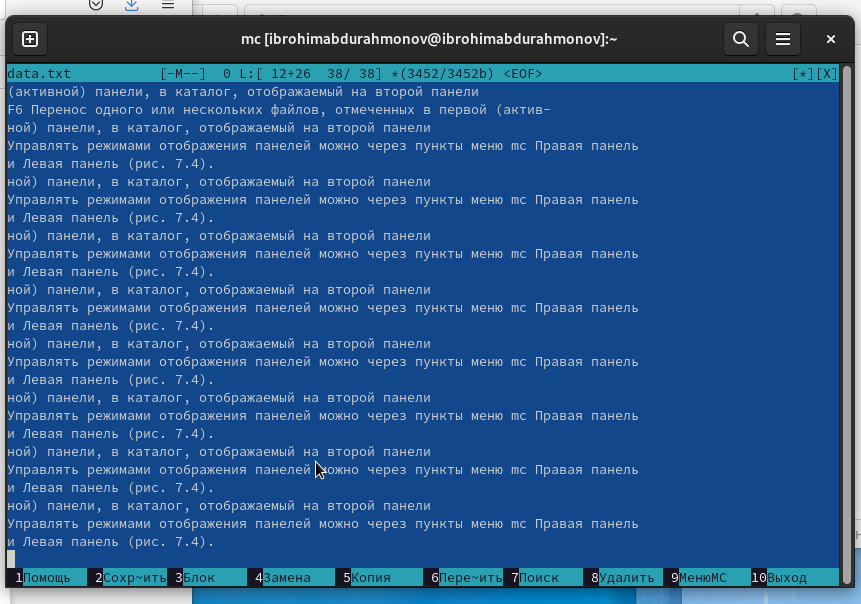 mc [ibrohimabdurahmonov@ibrohimabdurahmonov]:~
data.txt [-M--] 0 L:[ 12+26 38/ 38] *(3452/3452b) <EOF> [*][X]
(активной) панели, в каталог, отображаемый на второй панели
F6 Перенос одного или нескольких файлов, отмеченных в первой (актив-
ной) панели, в каталог, отображаемый на второй панели
Управлять режимами отображения панелей можно через пункты меню mc Правая панель
и Левая панель (рис. 7.4).
ной) панели, в каталог, отображаемый на второй панели
Управлять режимами отображения панелей можно через пункты меню mc Правая панель
и Левая панель (рис. 7.4).
ной) панели, в каталог, отображаемый на второй панели
Управлять режимами отображения панелей можно через пункты меню mc Правая панель
и Левая панель (рис. 7.4).
ной) панели, в каталог, отображаемый на второй панели
Управлять режимами отображения панелей можно через пункты меню mc Правая панель
и Левая панель (рис. 7.4).
ной) панели, в каталог, отображаемый на второй панели
Управлять режимами отображения панелей можно через пункты меню mc Правая панель
и Левая панель (рис. 7.4).
ной) панели, в каталог, отображаемый на второй панели
Управлять режимами отображения панелей можно через пункты меню mc Правая панель
и Левая панель (рис. 7.4).
ной) панели, в каталог, отображаемый на второй панели
Управлять режимами отображения панелей можно через пункты меню mc Правая панель
и Левая панель (рис. 7.4).
ной) панели, в каталог, отображаемый на второй панели
Управлять режимами отображения панелей можно через пункты меню mc Правая панель
и Левая панель (рис. 7.4).
1Помощь 2Сохр~ить 3Блок 4Замена 5Копия 6Пере~ить 7Поиск 8Удалить 9МенюMC 10Выход